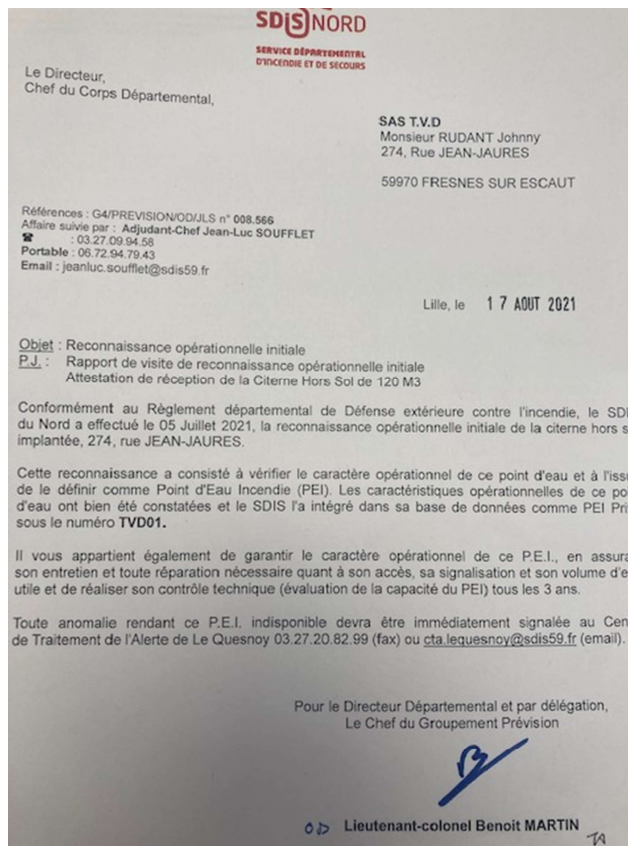 SDIS NORD
SERVICE DÉPARTEMENTAL
D'INCENDIE ET DE SECOURS
Le Directeur,
Chef du Corps Départemental,
SAS T.V.D
Monsieur RUDANT Johnny
274, Rue JEAN-JAURES
59970 FRESNES SUR ESCAUT
Références : G4/PREVISION/OD/JLS n° 008.566
Affaire suivie par : Adjudant-Chef Jean-Luc SOUFFLET
☎ : 03.27.09.94.58
Portable : 06.72.94.79.43
Email : jeanluc.soufflet@sdis59.fr
Lille, le 17 AOUT 2021
Objet : Reconnaissance opérationnelle initiale
P.J. : Rapport de visite de reconnaissance opérationnelle initiale
Attestation de réception de la Citerne Hors Sol de 120 M3
Conformément au Règlement départemental de Défense extérieure contre l'incendie, le SDI
du Nord a effectué le 05 Juillet 2021, la reconnaissance opérationnelle initiale de la citerne hors s
implantée, 274, rue JEAN-JAURES.
Cette reconnaissance a consisté à vérifier le caractère opérationnel de ce point d'eau et à l'issu
de le définir comme Point d'Eau Incendie (PEI). Les caractéristiques opérationnelles de ce poi
d'eau ont bien été constatées et le SDIS l'a intégré dans sa base de données comme PEI Pri
sous le numéro TVD01.
Il vous appartient également de garantir le caractère opérationnel de ce P.E.I., en assura
son entretien et toute réparation nécessaire quant à son accès, sa signalisation et son volume d'e
utile et de réaliser son contrôle technique (évaluation de la capacité du PEI) tous les 3 ans.
Toute anomalie rendant ce P.E.I. indisponible devra être immédiatement signalée au Cen
de Traitement de l'Alerte de Le Quesnoy 03.27.20.82.99 (fax) ou cta.lequesnoy@sdis59.fr (email).
Pour le Directeur Départemental et par délégation,
Le Chef du Groupement Prévision
OD Lieutenant-colonel Benoit MARTIN